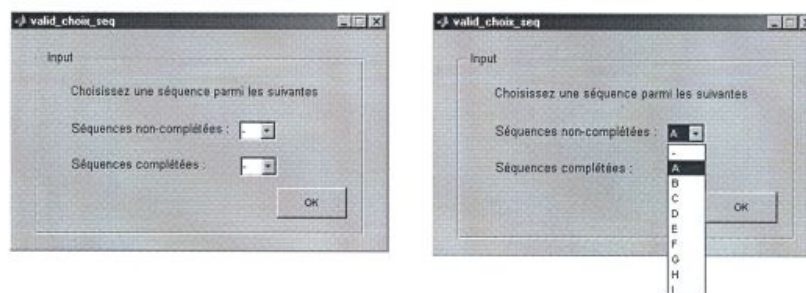 valid_choix_seq
Input
Choisissez une séquence parmi les suivantes
Séquences non-complétées : -
Séquences complétées : -
OK
valid_choix_seq
Input
Choisissez une séquence parmi les suivantes
Séquences non-complétées : A
-
A
B
C
D
E
F
G
H
Séquences complétées :
OK